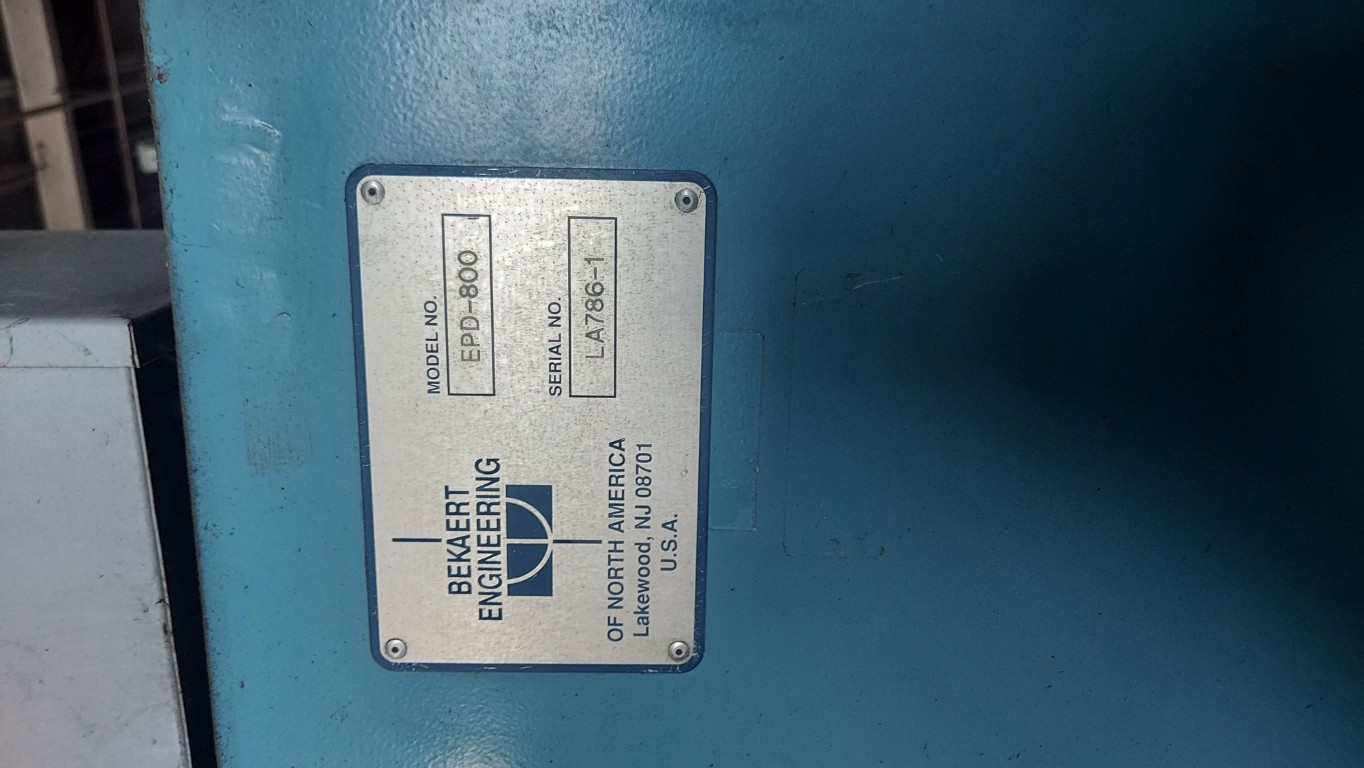 BEKAERT
ENGINEERING
OF NORTH AMERICA
Lakewood, NJ 08701
U.S.A.
MODEL NO.
EPD-800
SERIAL NO.
LA786-1